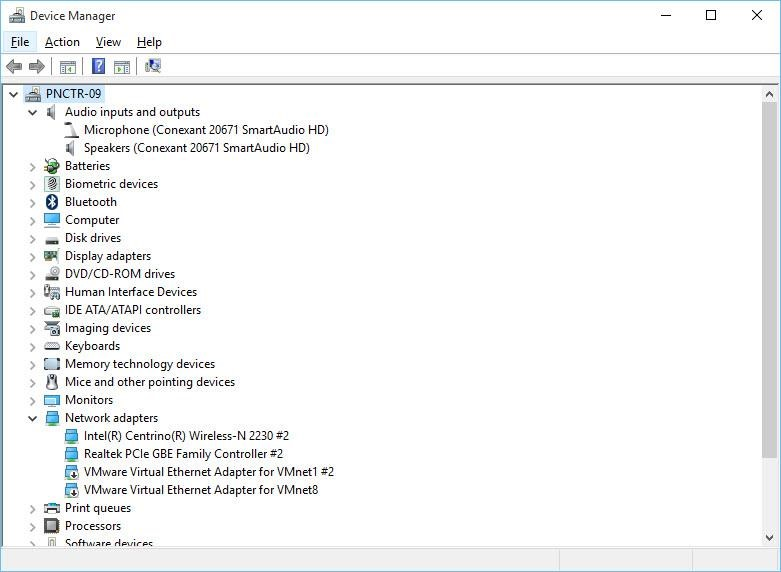 Device Manager
File Action View Help
PNCTR-09
Audio inputs and outputs
Microphone (Conexant 20671 SmartAudio HD)
Speakers (Conexant 20671 SmartAudio HD)
Batteries
Biometric devices
Bluetooth
Computer
Disk drives
Display adapters
DVD/CD-ROM drives
Human Interface Devices
IDE ATA/ATAPI controllers
Imaging devices
Keyboards
Memory technology devices
Mice and other pointing devices
Monitors
Network adapters
Intel(R) Centrino(R) Wireless-N 2230 #2
Realtek PCIe GBE Family Controller #2
VMware Virtual Ethernet Adapter for VMnet1 #2
VMware Virtual Ethernet Adapter for VMnet8
Print queues
Processors
Software devices